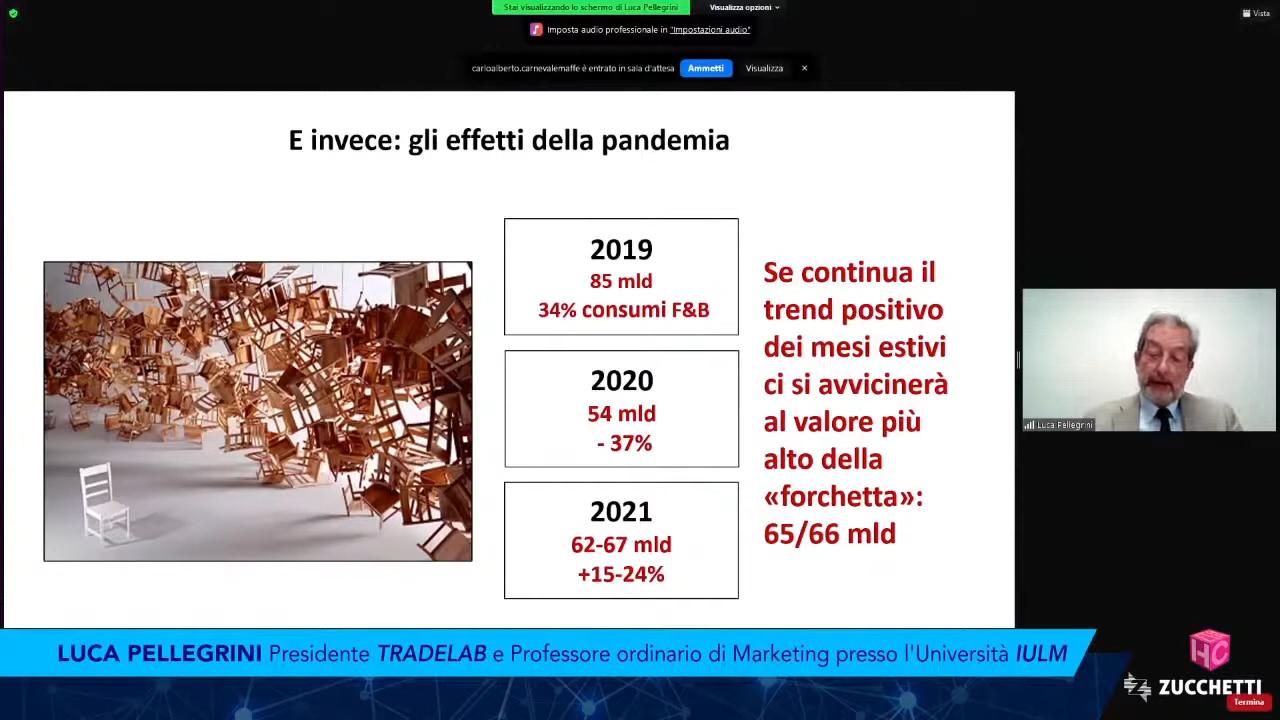 Stai visualizzando lo schermo di Luca Pellegrini
Visualizza opzioni
Vista
Imposta audio professionale in "Impostazioni audio"
carloalberto.carnevalemaffe è entrato in sala d'attesa
Ammetti
Visualizza
E invece: gli effetti della pandemia
2019
85 mld
34% consumi F&B
2020
54 mld
- 37%
2021
62-67 mld
+15-24%
Se continua il
trend positivo
dei mesi estivi
ci si avvicinerà
al valore più
alto della
«forchetta»:
65/66 mld
Luca Pellegrini
LUCA PELLEGRINI Presidente TRADELAB e Professore ordinario di Marketing presso l'Università IULM
ZUCCHETTI
Termina